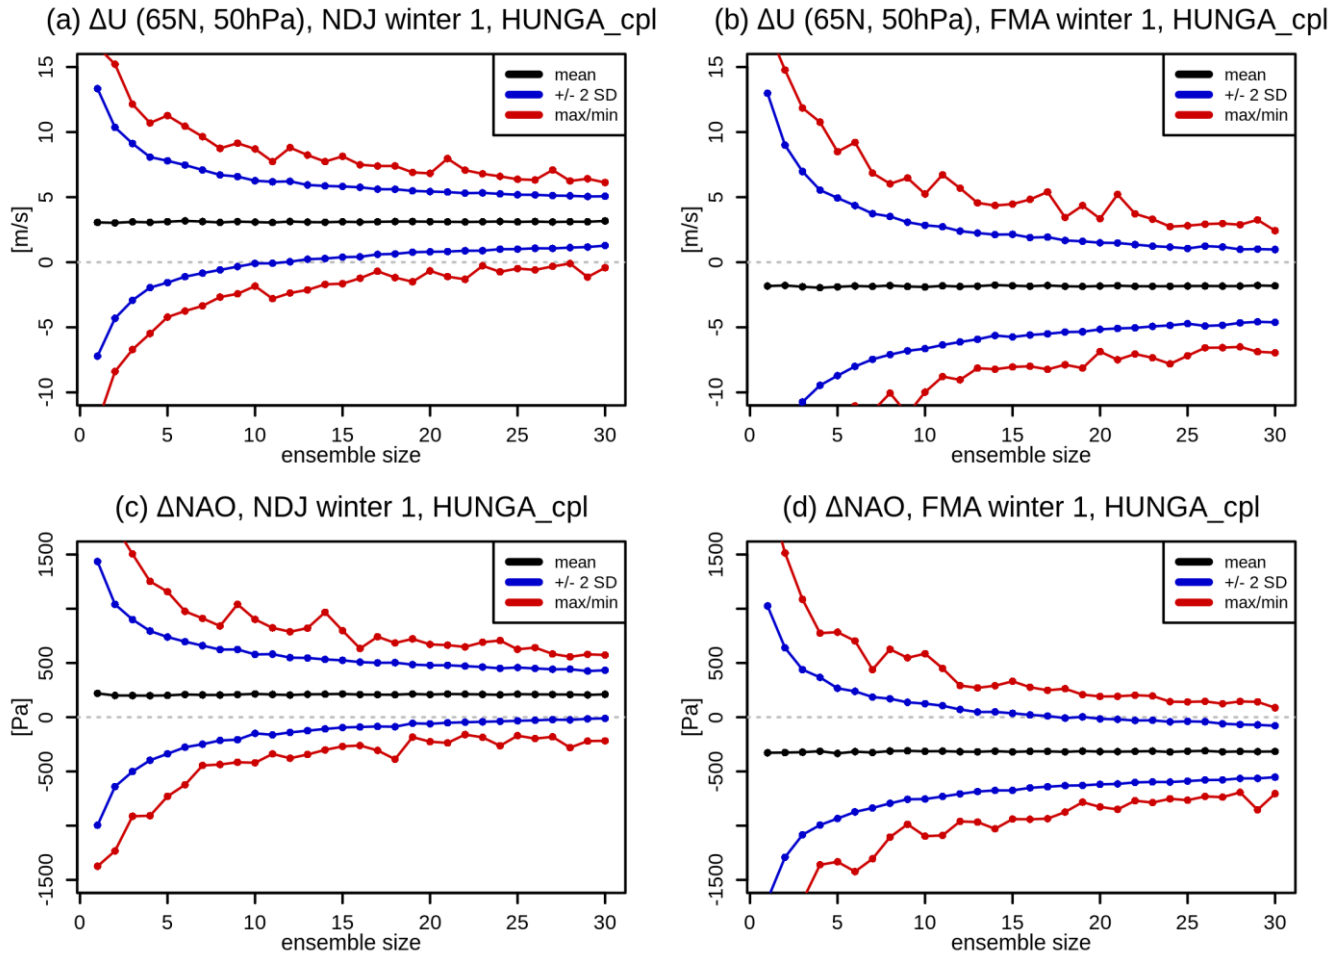 (a) ΔU (65N, 50hPa), NDJ winter 1, HUNGA_cpl
[m/s]
15
10
5
0
-5
-10
mean
+/- 2 SD
max/min
0 5 10 15 20 25 30
ensemble size
(b) ΔU (65N, 50hPa), FMA winter 1, HUNGA_cpl
[m/s]
15
10
5
0
-5
-10
mean
+/- 2 SD
max/min
0 5 10 15 20 25 30
ensemble size
(c) ΔNAO, NDJ winter 1, HUNGA_cpl
[Pa]
1500
500
0
-500
-1500
mean
+/- 2 SD
max/min
0 5 10 15 20 25 30
ensemble size
(d) ΔNAO, FMA winter 1, HUNGA_cpl
[Pa]
1500
500
0
-500
-1500
mean
+/- 2 SD
max/min
0 5 10 15 20 25 30
ensemble size